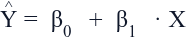 Ŷ = β₀ + β₁ · X